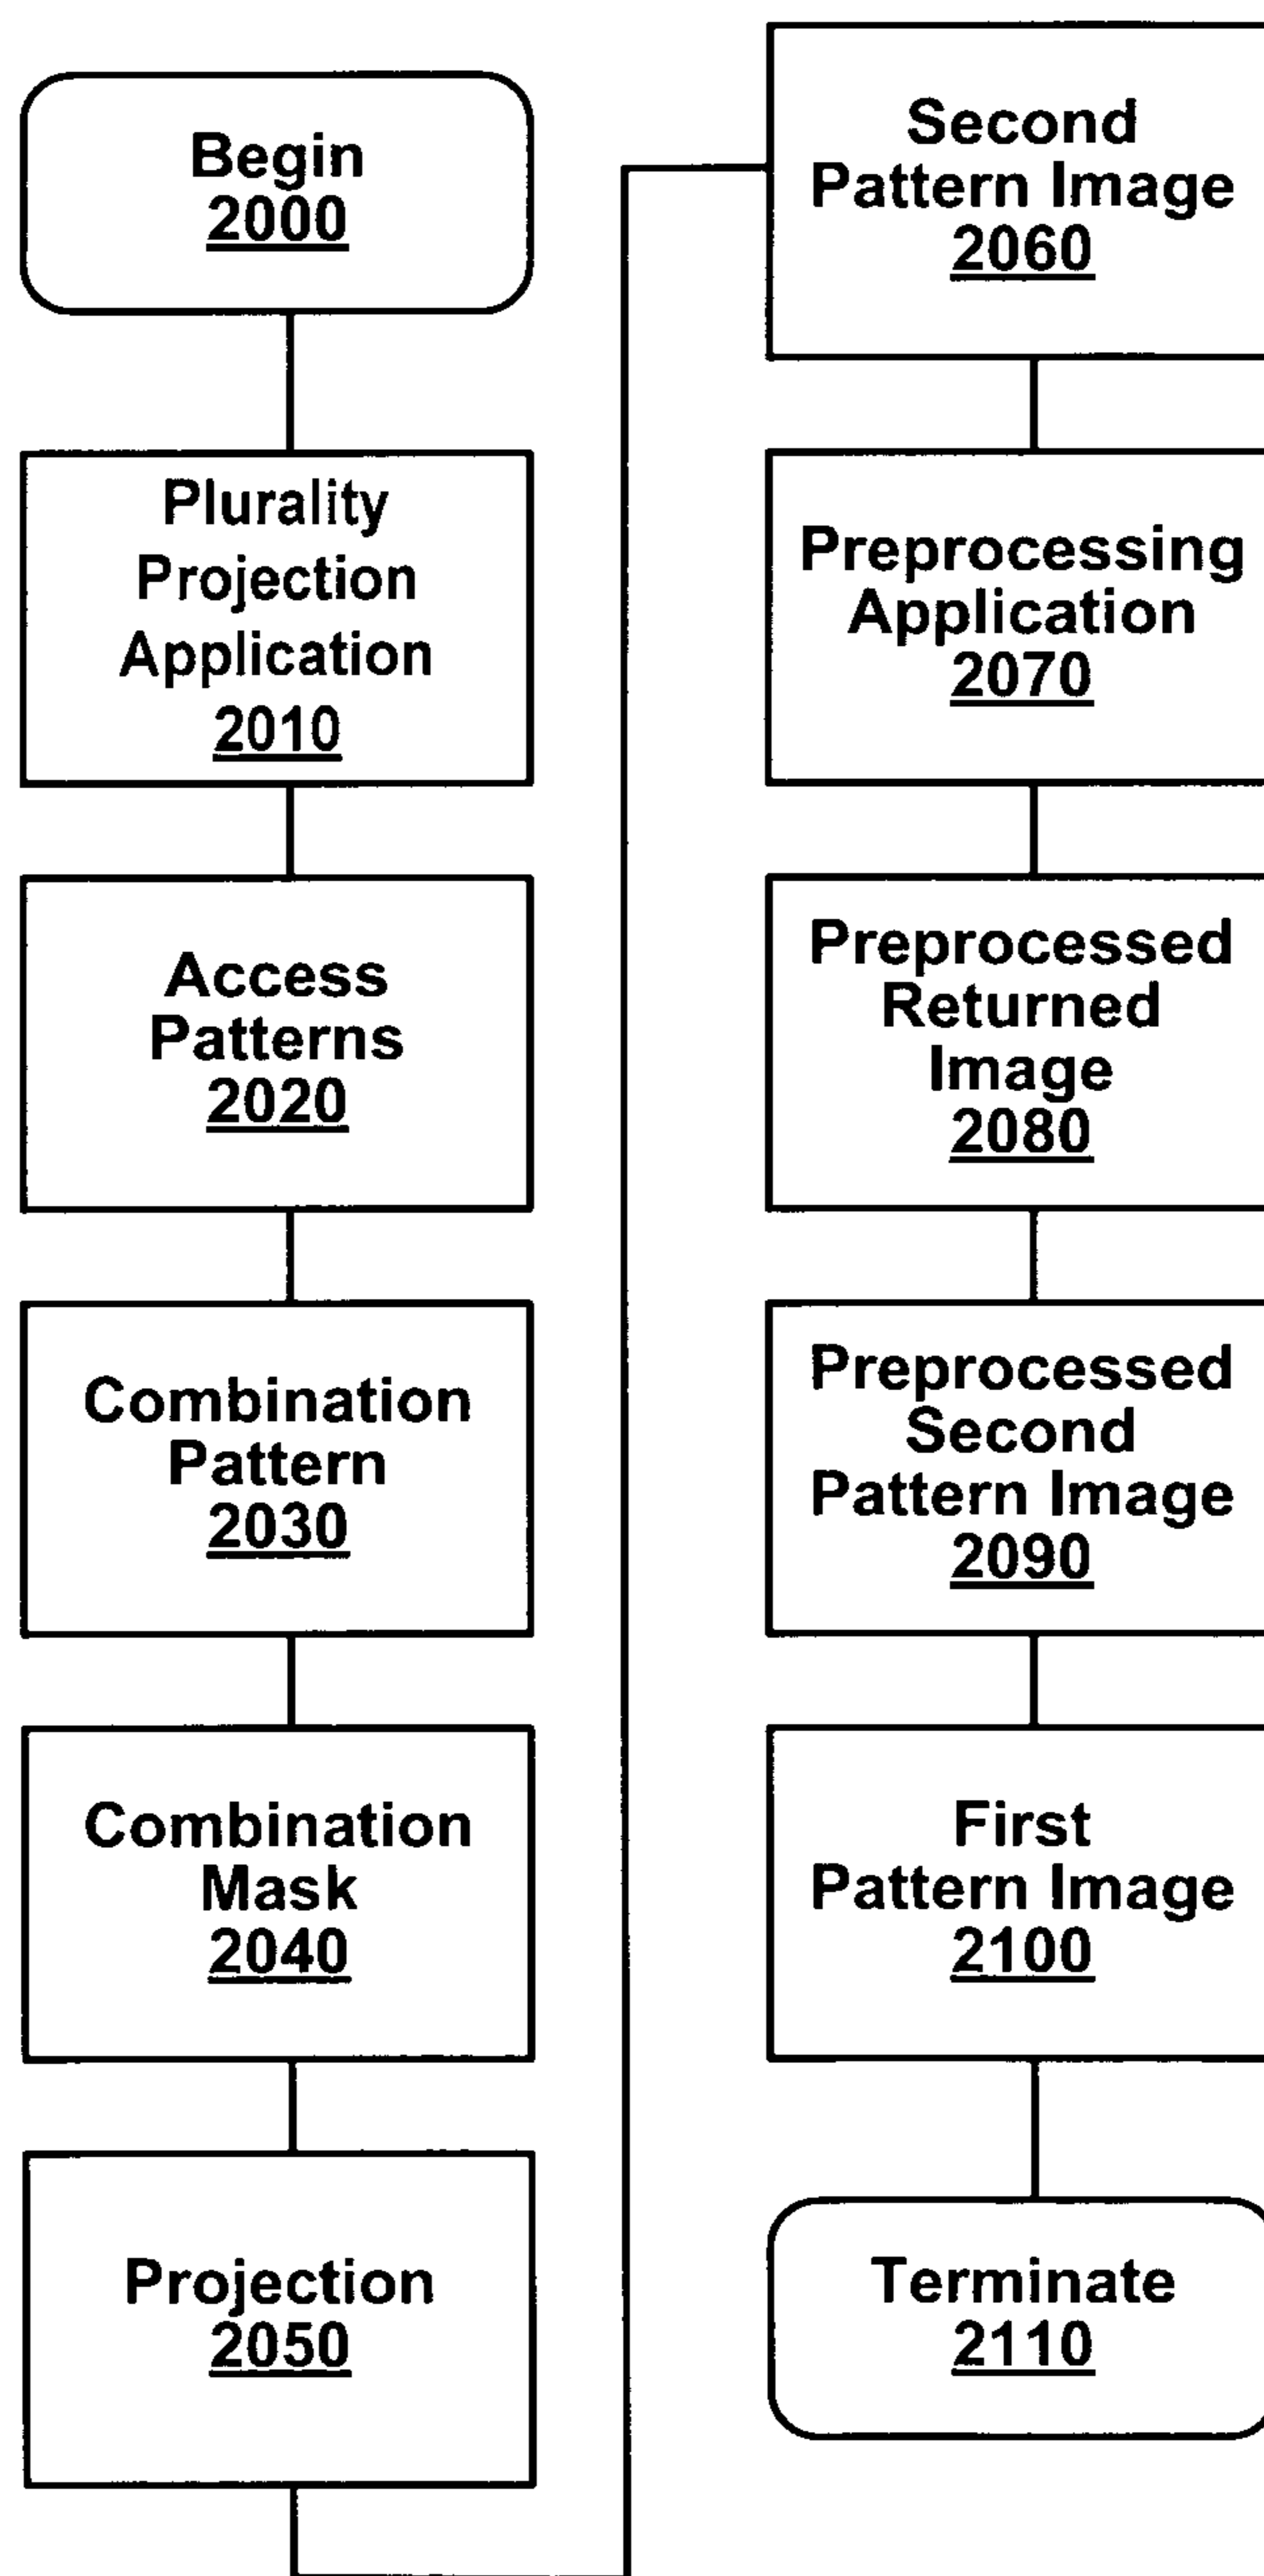 Begin
2000
Plurality
Projection
Application
2010
Access
Patterns
2020
Combination
Pattern
2030
Combination
Mask
2040
Projection
2050
Second
Pattern Image
2060
Preprocessing
Application
2070
Preprocessed
Returned
Image
2080
Preprocessed
Second
Pattern Image
2090
First
Pattern Image
2100
Terminate
2110